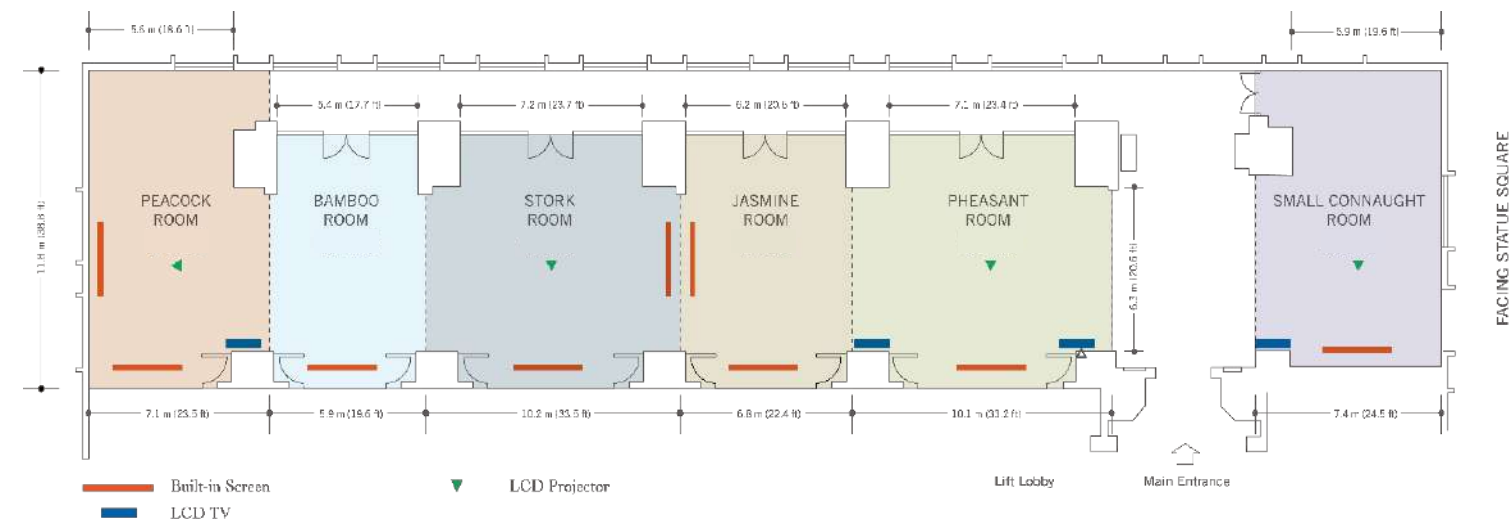 5.6 m (18.6 ft)
5.9 m (19.6 ft)
5.4 m (17.7 ft)
7.2 m (23.7 ft)
6.2 m (20.6 ft)
7.1 m (23.4 ft)
11.8 m (38.8 ft)
PEACOCK
ROOM
BAMBOO
ROOM
STORK
ROOM
JASMINE
ROOM
PHEASANT
ROOM
SMALL CONNAUGHT
ROOM
6.3 m (20.6 ft)
FACING STATUE SQUARE
7.1 m (23.5 ft)
5.9 m (19.6 ft)
10.2 m (33.5 ft)
6.8 m (22.4 ft)
10.1 m (33.2 ft)
7.4 m (24.5 ft)
Built-in Screen
LCD Projector
LCD TV
Lift Lobby
Main Entrance